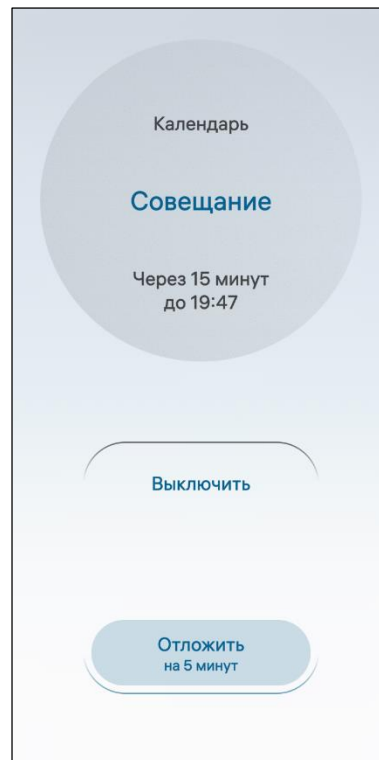 Календарь
Совещание
Через 15 минут
до 19:47
Выключить
Отложить
на 5 минут